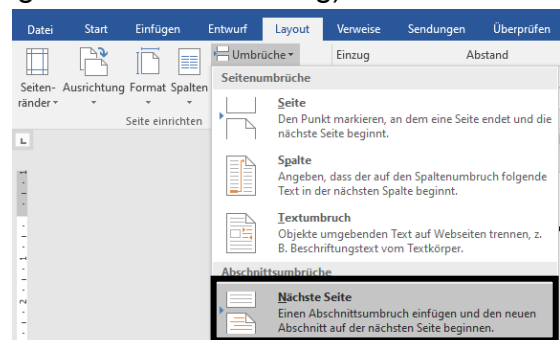 Datei Start Einfügen Entwurf Layout Verweise Sendungen Überprüfen
Umbrüche Einzug Abstand
Seiten- Ausrichtung Format Spalten
ränder
Seite einrichten
Seitenumbrüche
Seite
Den Punkt markieren, an dem eine Seite endet und die
nächste Seite beginnt.
Spalte
Angeben, dass der auf den Spaltenumbruch folgende
Text in der nächsten Spalte beginnt.
Textumbruch
Objekte umgebenden Text auf Webseiten trennen, z.
B. Beschriftungstext vom Textkörper.
Abschnittsumbrüche
Nächste Seite
Einen Abschnittsumbruch einfügen und den neuen
Abschnitt auf der nächsten Seite beginnen.
1
1
2